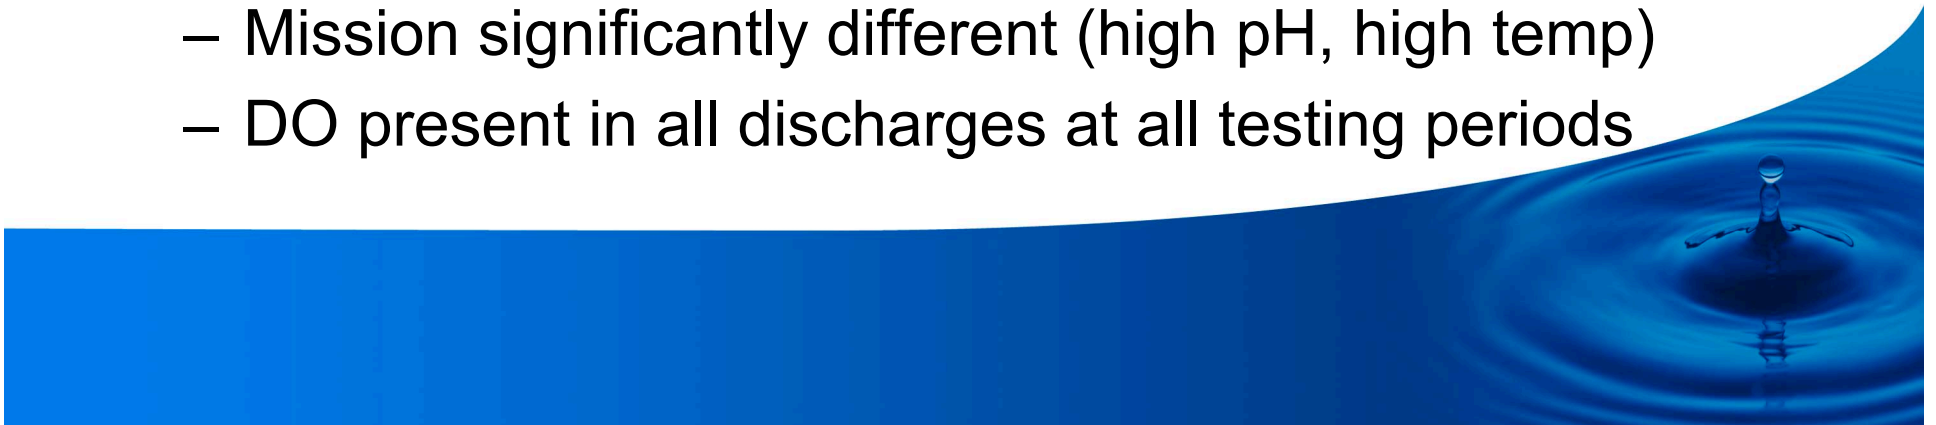 – Mission significantly different (high pH, high temp)
– DO present in all discharges at all testing periods